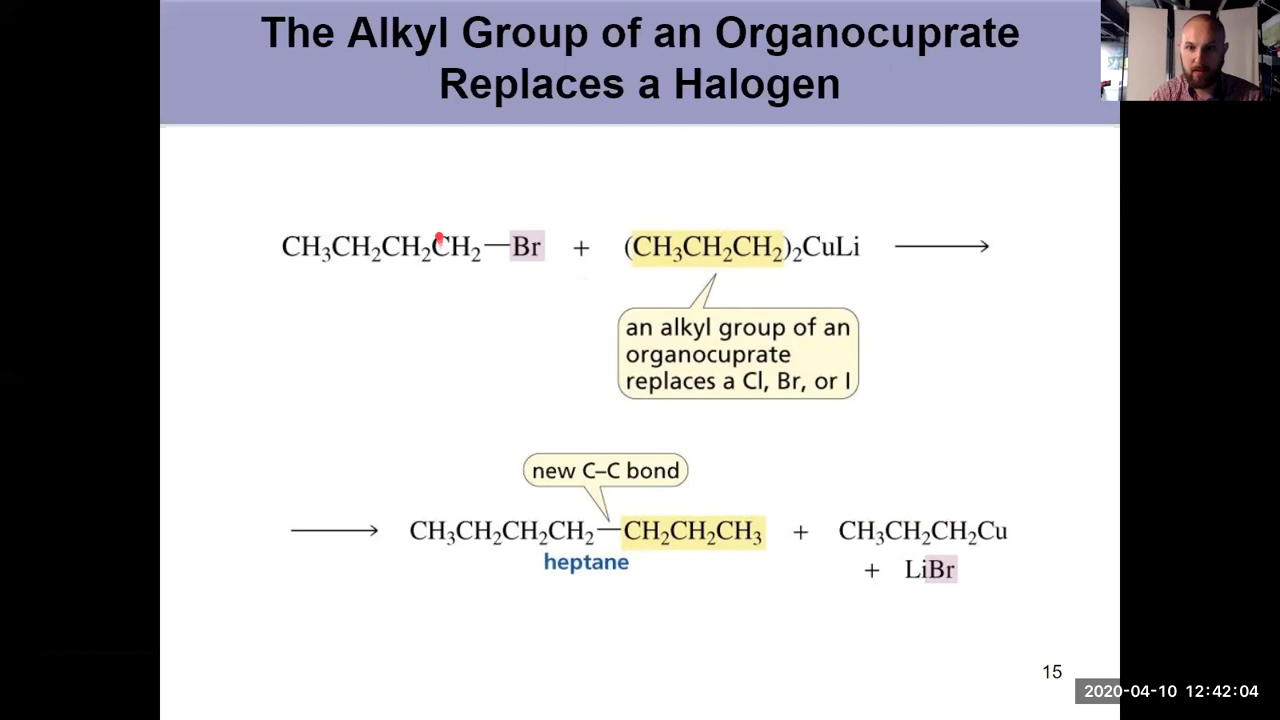 The Alkyl Group of an Organocuprate
Replaces a Halogen
CH₃CH₂CH₂CH₂—Br + (CH₃CH₂CH₂)₂CuLi ⟶
an alkyl group of an
organocuprate
replaces a Cl, Br, or I
new C–C bond
⟶ CH₃CH₂CH₂CH₂—CH₂CH₂CH₃ + CH₃CH₂CH₂Cu
heptane
+ LiBr
15
2020-04-10 12:42:04